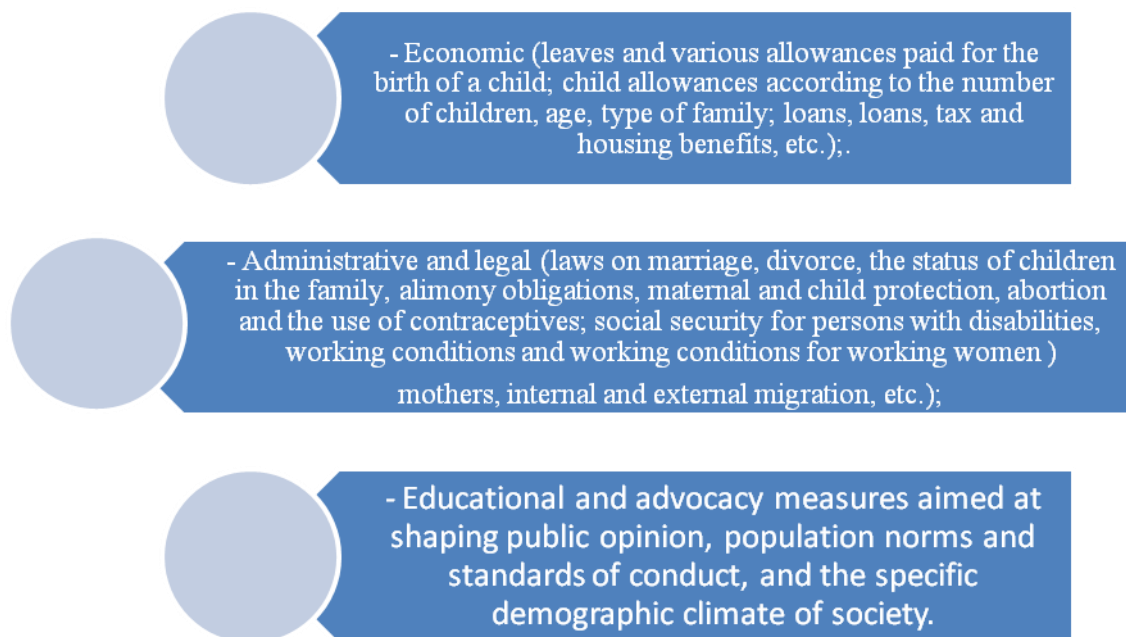 - Economic (leaves and various allowances paid for the
birth of a child; child allowances according to the number
of children, age, type of family; loans, loans, tax and
housing benefits, etc.);.
- Administrative and legal (laws on marriage, divorce, the status of children
in the family, alimony obligations, maternal and child protection, abortion
and the use of contraceptives; social security for persons with disabilities,
working conditions and working conditions for working women )
mothers, internal and external migration, etc.);
- Educational and advocacy measures aimed at
shaping public opinion, population norms and
standards of conduct, and the specific
demographic climate of society.